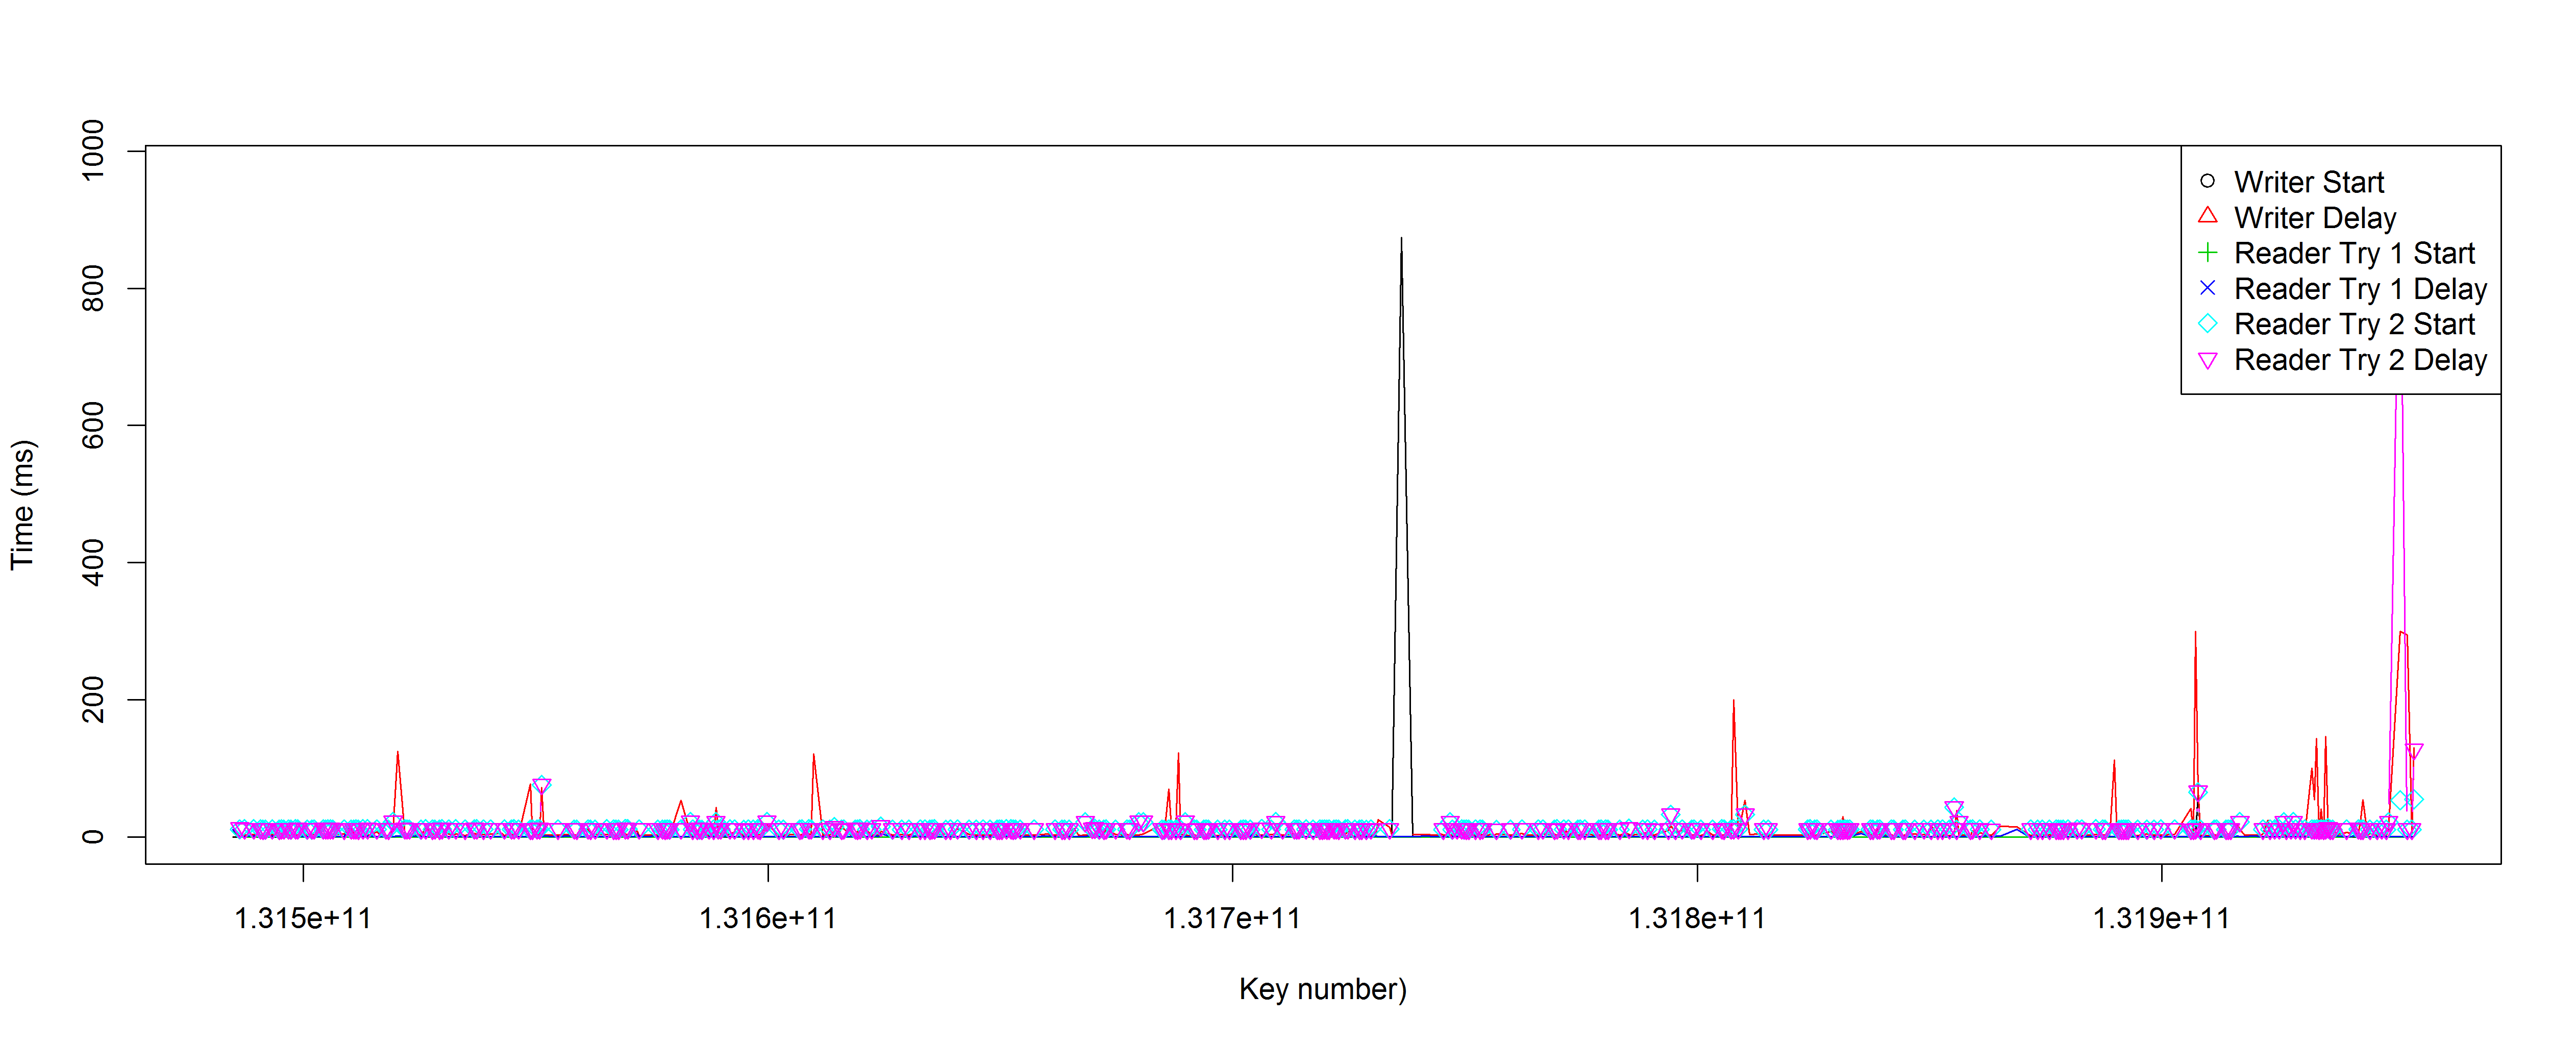 1000
800
600
400
200
0
Time (ms)
Writer Start
Writer Delay
Reader Try 1 Start
Reader Try 1 Delay
Reader Try 2 Start
Reader Try 2 Delay
1.315e+11 1.316e+11 1.317e+11 1.318e+11 1.319e+11
Key number)